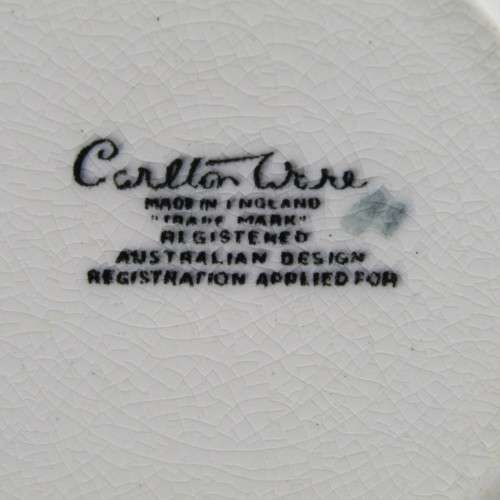 Carlton Ware
MADE IN ENGLAND
"TRADE MARK"
REGISTERED
AUSTRALIAN DESIGN
REGISTRATION APPLIED FOR